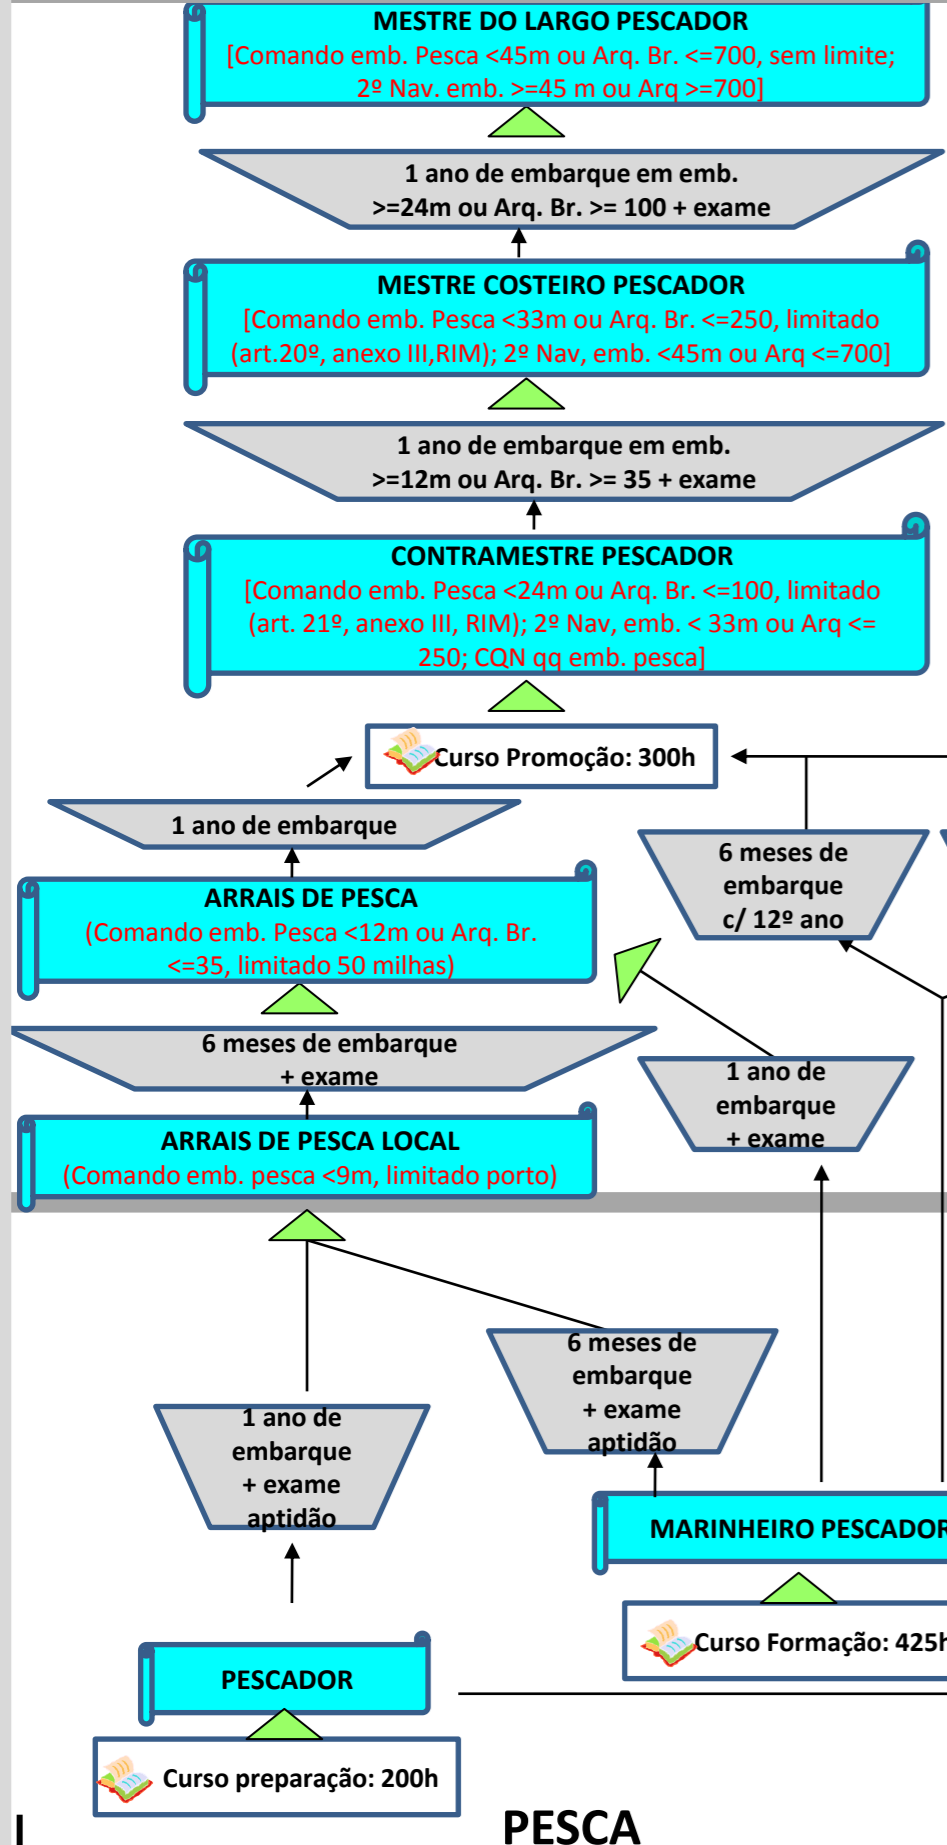 MESTRE DO LARGO PESCADOR
[Comando emb. Pesca <45m ou Arq. Br. <=700, sem limite;
2º Nav. emb. >=45 m ou Arq >=700]
1 ano de embarque em emb.
>=24m ou Arq. Br. >= 100 + exame
MESTRE COSTEIRO PESCADOR
[Comando emb. Pesca <33m ou Arq. Br. <=250, limitado
(art.20º, anexo III,RIM); 2º Nav, emb. <45m ou Arq <=700]
1 ano de embarque em emb.
>=12m ou Arq. Br. >= 35 + exame
CONTRAMESTRE PESCADOR
[Comando emb. Pesca <24m ou Arq. Br. <=100, limitado
(art. 21º, anexo III, RIM); 2º Nav, emb. < 33m ou Arq <=
250; CQN qq emb. pesca]
Curso Promoção: 300h
1 ano de embarque
6 meses de
embarque
c/ 12º ano
ARRAIS DE PESCA
(Comando emb. Pesca <12m ou Arq. Br.
<=35, limitado 50 milhas)
6 meses de embarque
+ exame
1 ano de
embarque
+ exame
ARRAIS DE PESCA LOCAL
(Comando emb. pesca <9m, limitado porto)
6 meses de
embarque
+ exame
aptidão
1 ano de
embarque
+ exame
aptidão
MARINHEIRO PESCADOR
Curso Formação: 425h
PESCADOR
Curso preparação: 200h
PESCA